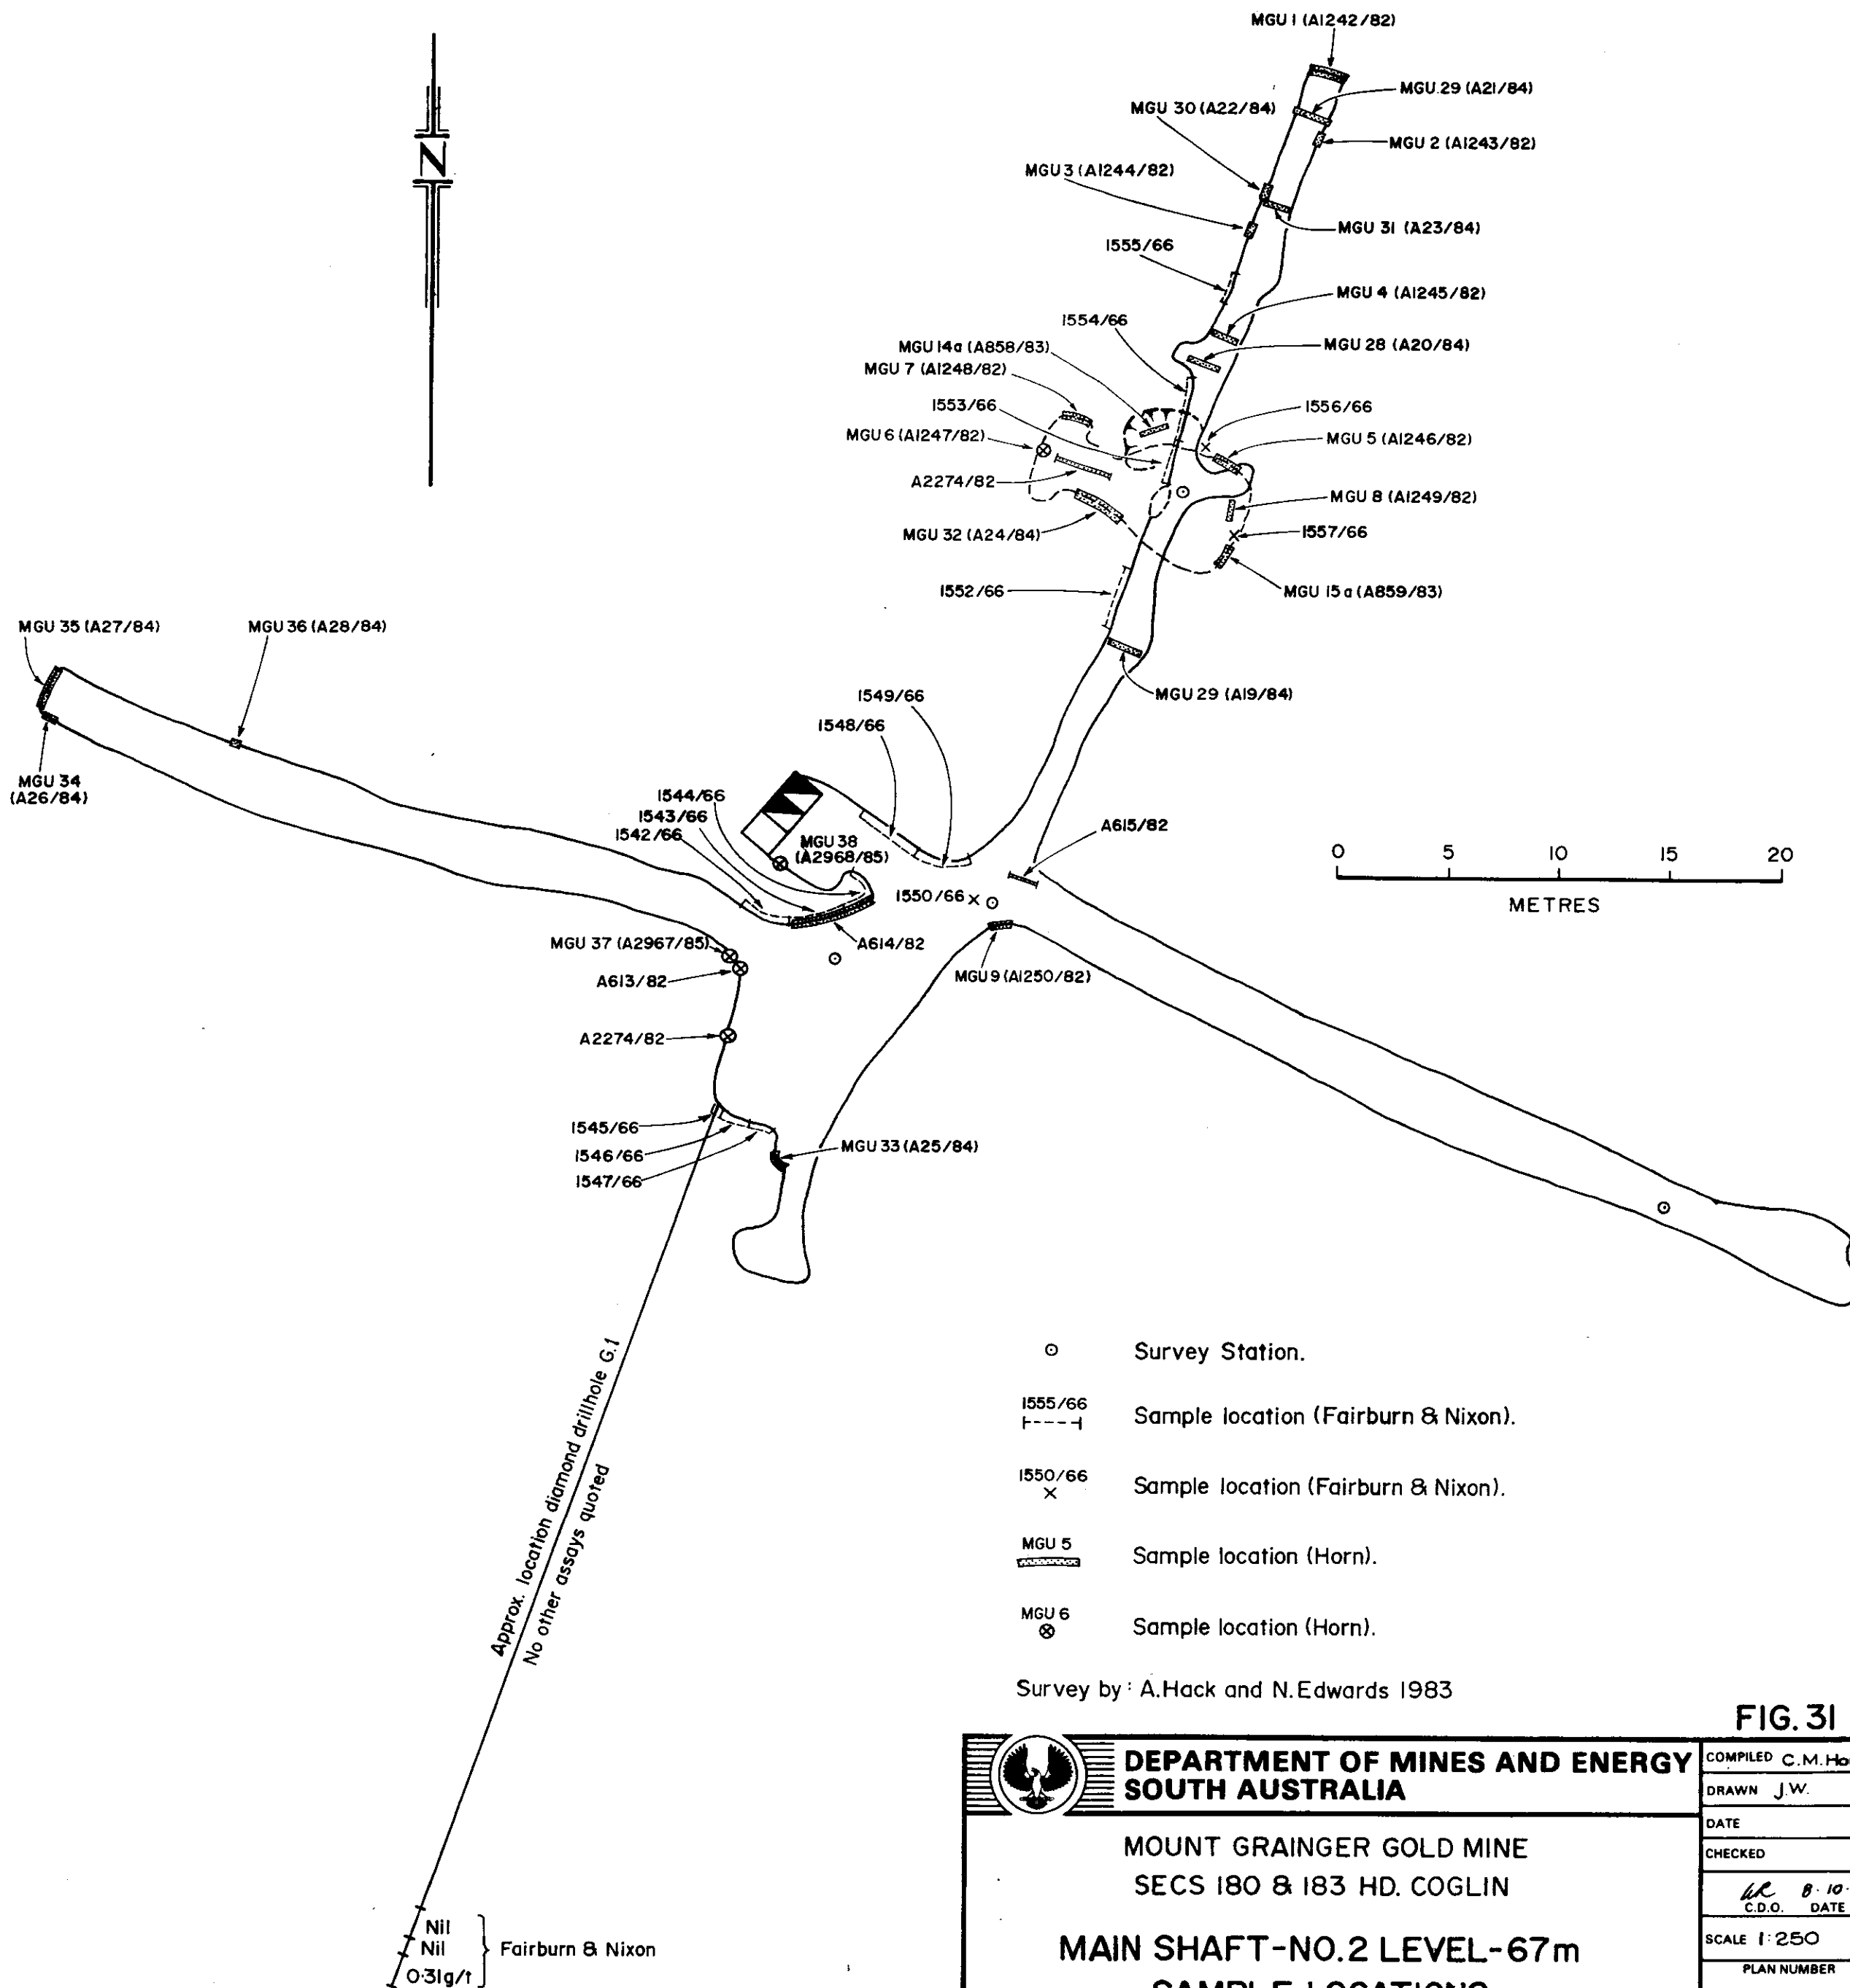 MGU 1 (A1242/82)
MGU 29 (A21/84)
MGU 30 (A22/84)
MGU 2 (A1243/82)
MGU 3 (A1244/82)
N
MGU 31 (A23/84)
1555/66
MGU 4 (A1245/82)
1554/66
MGU 14a (A858/83)
MGU 28 (A20/84)
MGU 7 (A1248/82)
1553/66
1556/66
MGU 6 (A1247/82)
MGU 5 (A1246/82)
A2274/82
MGU 8 (A1249/82)
MGU 32 (A24/84)
1557/66
1552/66
MGU 15a (A859/83)
MGU 35 (A27/84)
MGU 36 (A28/84)
MGU 29 (A19/84)
1549/66
1548/66
MGU 34
(A26/84)
1544/66
1543/66
1542/66
MGU 38
(A2968/85)
A615/82
0 5 10 15 20
METRES
1550/66
A614/82
MGU 37 (A2967/85)
A613/82
MGU 9 (A1250/82)
A2274/82
1545/66
1546/66
1547/66
MGU 33 (A25/84)
Approx. location diamond drillhole G.1
No other assays quoted
Nil
Nil
0·31g/t
Fairburn & Nixon
Survey Station.
1555/66
Sample location (Fairburn & Nixon).
1550/66
Sample location (Fairburn & Nixon).
MGU 5
Sample location (Horn).
MGU 6
Sample location (Horn).
Survey by : A.Hack and N.Edwards 1983
FIG. 31
DEPARTMENT OF MINES AND ENERGY
SOUTH AUSTRALIA
MOUNT GRAINGER GOLD MINE
SECS 180 & 183 HD. COGLIN
MAIN SHAFT-NO.2 LEVEL-67m
SAMPLE LOCATIONS
COMPILED C.M.Ho
DRAWN J.W.
DATE
CHECKED
8·10·
C.D.O. DATE
SCALE 1:250
PLAN NUMBER